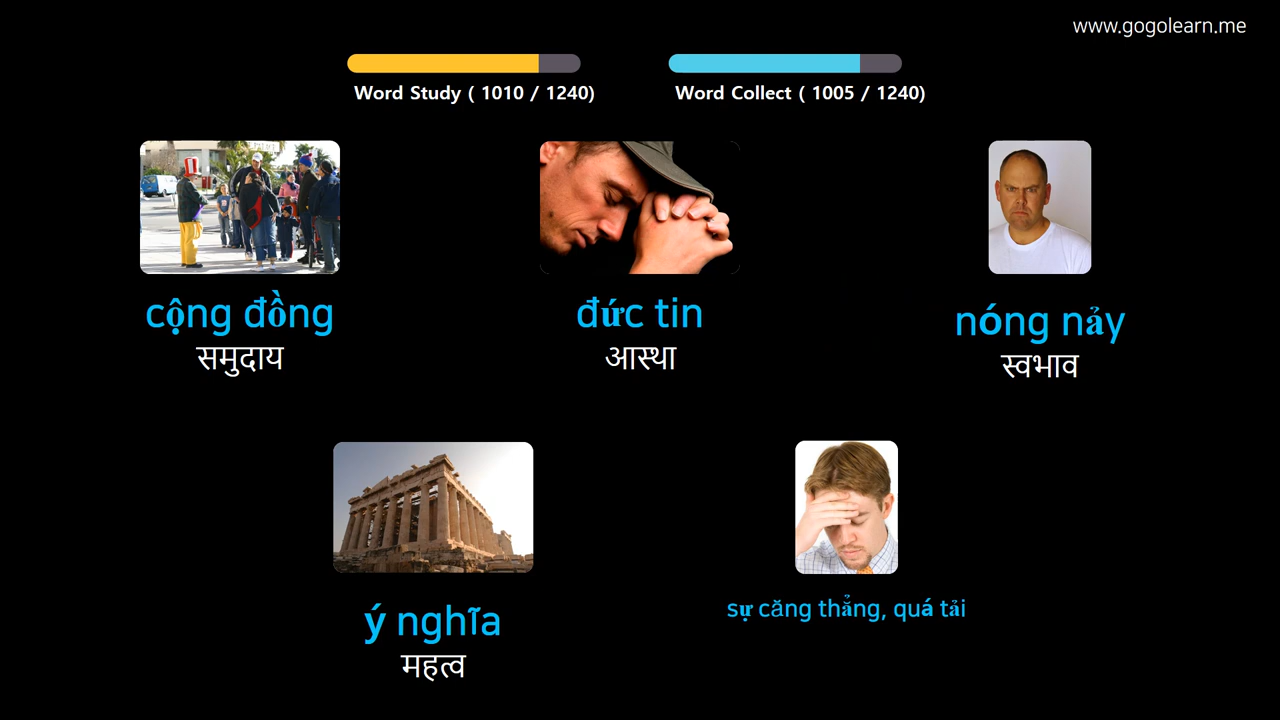 www.gogolearn.me
Word Study ( 1010 / 1240)
Word Collect ( 1005 / 1240)
cộng đồng
समुदाय
đức tin
आस्था
nóng nảy
स्वभाव
ý nghĩa
महत्व
sự căng thẳng, quá tải